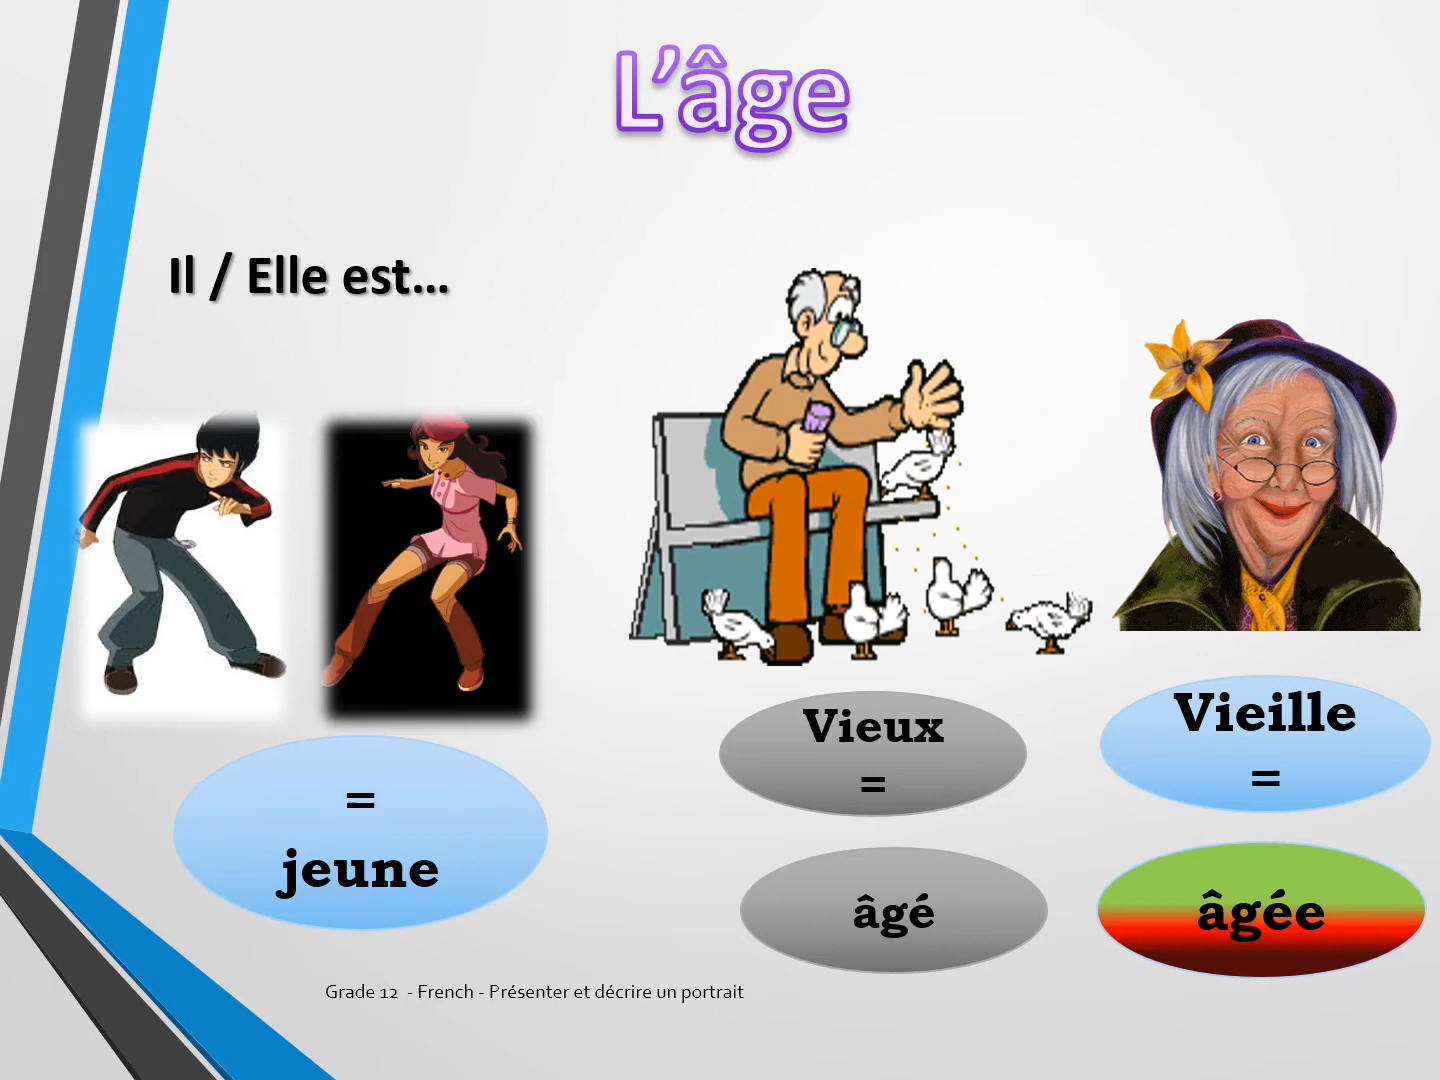 L'âge
Il / Elle est...
=
jeune
Vieux
=
Vieille
=
âgé
âgée
Grade 12 - French - Présenter et décrire un portrait